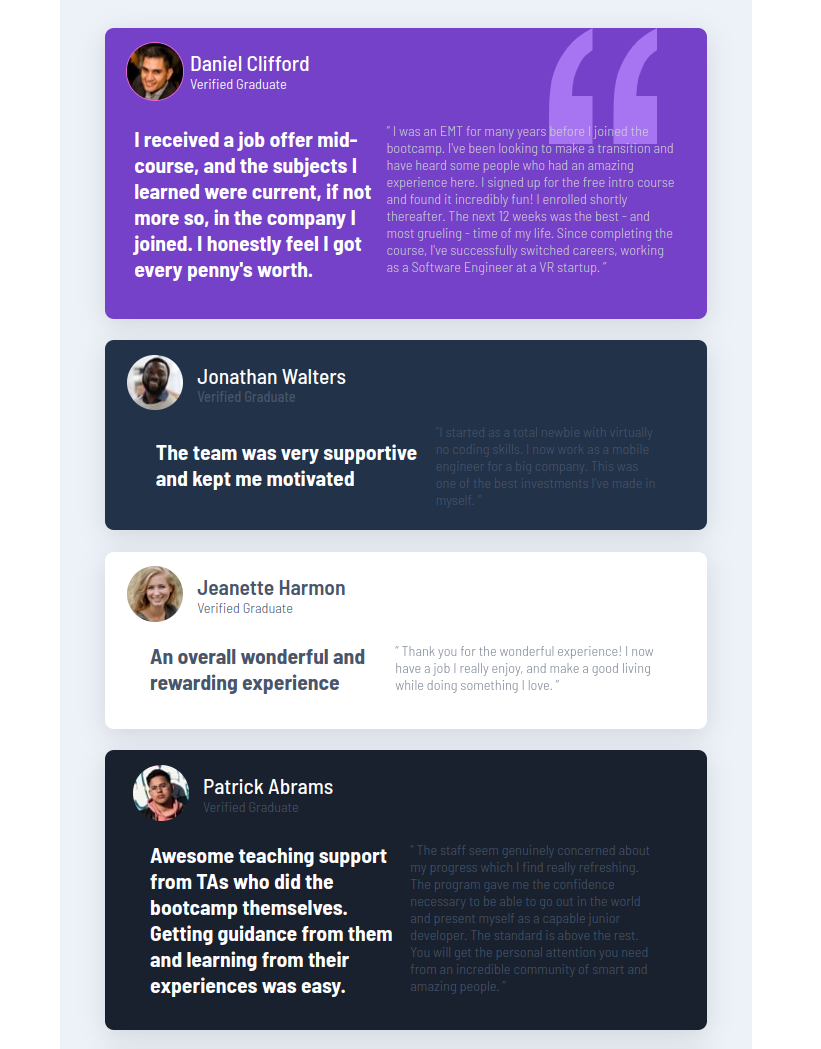 Daniel Clifford
Verified Graduate
I received a job offer mid-
course, and the subjects I
learned were current, if not
more so, in the company I
joined. I honestly feel I got
every penny's worth.
“ I was an EMT for many years before I joined the
bootcamp. I've been looking to make a transition and
have heard some people who had an amazing
experience here. I signed up for the free intro course
and found it incredibly fun! I enrolled shortly
thereafter. The next 12 weeks was the best - and
most grueling - time of my life. Since completing the
course, I've successfully switched careers, working
as a Software Engineer at a VR startup. ”
Jonathan Walters
Verified Graduate
The team was very supportive
and kept me motivated
“I started as a total newbie with virtually
no coding skills. I now work as a mobile
engineer for a big company. This was
one of the best investments I've made in
myself. ”
Jeanette Harmon
Verified Graduate
An overall wonderful and
rewarding experience
“ Thank you for the wonderful experience! I now
have a job I really enjoy, and make a good living
while doing something I love. ”
Patrick Abrams
Verified Graduate
Awesome teaching support
from TAs who did the
bootcamp themselves.
Getting guidance from them
and learning from their
experiences was easy.
“ The staff seem genuinely concerned about
my progress which I find really refreshing.
The program gave me the confidence
necessary to be able to go out in the world
and present myself as a capable junior
developer. The standard is above the rest.
You will get the personal attention you need
from an incredible community of smart and
amazing people. ”